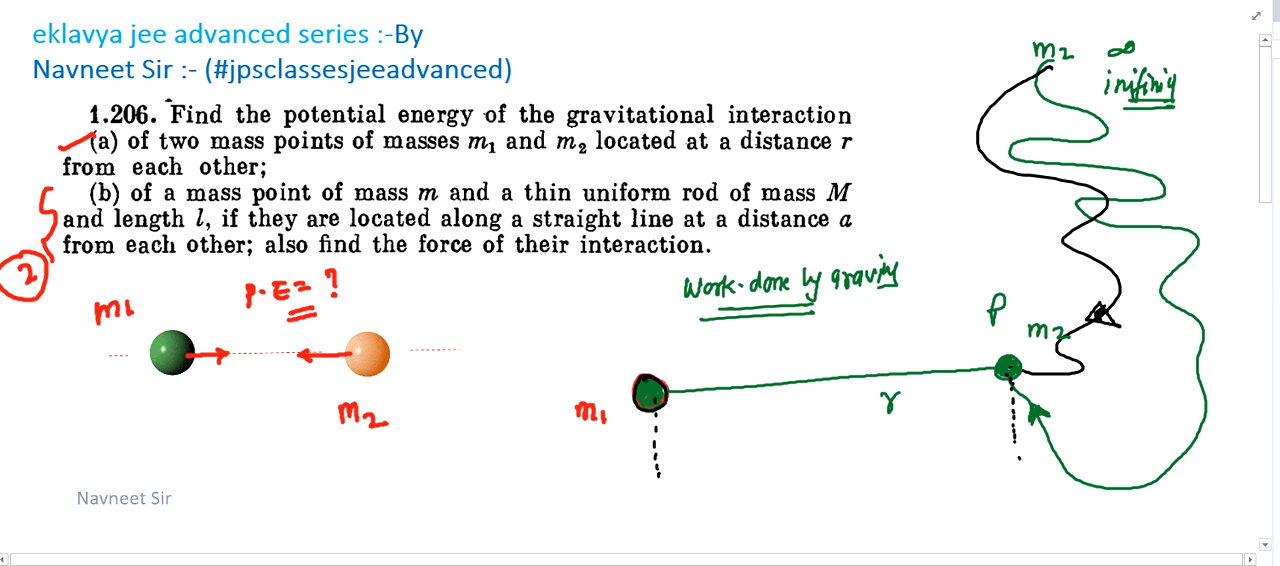 eklavya jee advanced series :-By
Navneet Sir :- (#jpsclassesjeeadvanced)
1.206. Find the potential energy of the gravitational interaction
(a) of two mass points of masses m₁ and m₂ located at a distance r
from each other;
(b) of a mass point of mass m and a thin uniform rod of mass M
and length l, if they are located along a straight line at a distance a
from each other; also find the force of their interaction.
2
m2 ∞
inifiniy
P.E = ?
Work-done by gravity
m1
m2
P
m2
m1
r
Navneet Sir